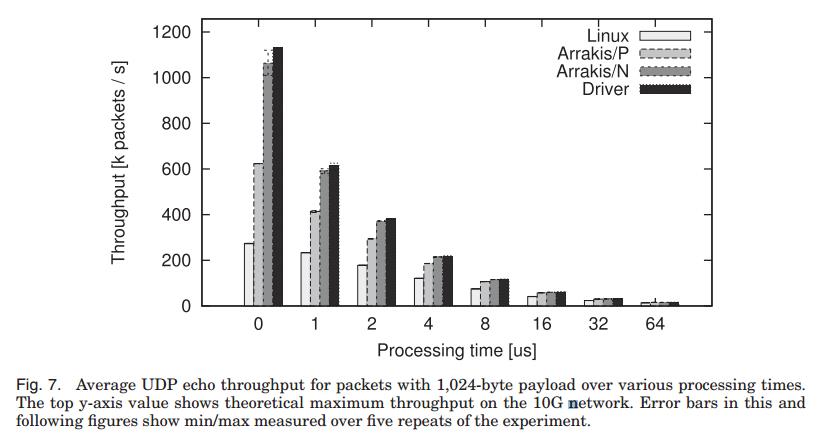 1200
1000
800
600
400
200
0
Throughput [k packets / s]
Linux
Arrakis/P
Arrakis/N
Driver
0 1 2 4 8 16 32 64
Processing time [us]
Fig. 7. Average UDP echo throughput for packets with 1,024-byte payload over various processing times.
The top y-axis value shows theoretical maximum throughput on the 10G network. Error bars in this and
following figures show min/max measured over five repeats of the experiment.